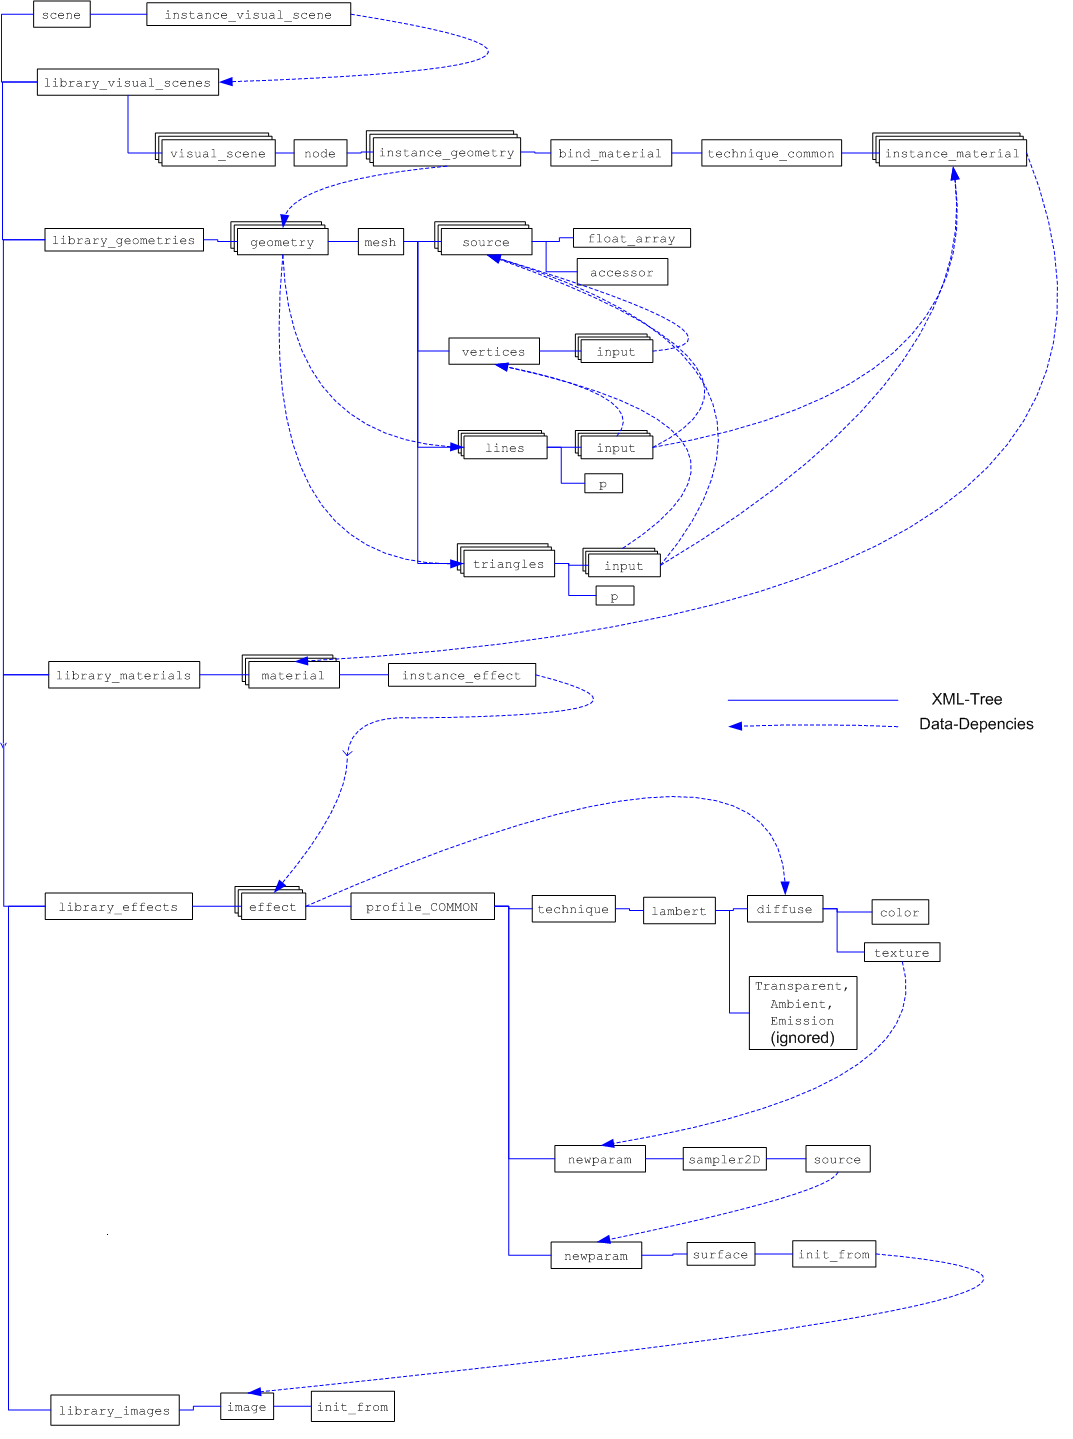 scene
instance_visual_scene
library_visual_scenes
visual_scene
node
instance_geometry
bind_material
technique_common
instance_material
library_geometries
geometry
mesh
source
float_array
accessor
vertices
input
lines
input
p
triangles
input
p
library_materials
material
instance_effect
XML-Tree
Data-Depencies
library_effects
effect
profile_COMMON
technique
lambert
diffuse
color
texture
Transparent,
Ambient,
Emission
(ignored)
newparam
sampler2D
source
newparam
surface
init_from
library_images
image
init_from